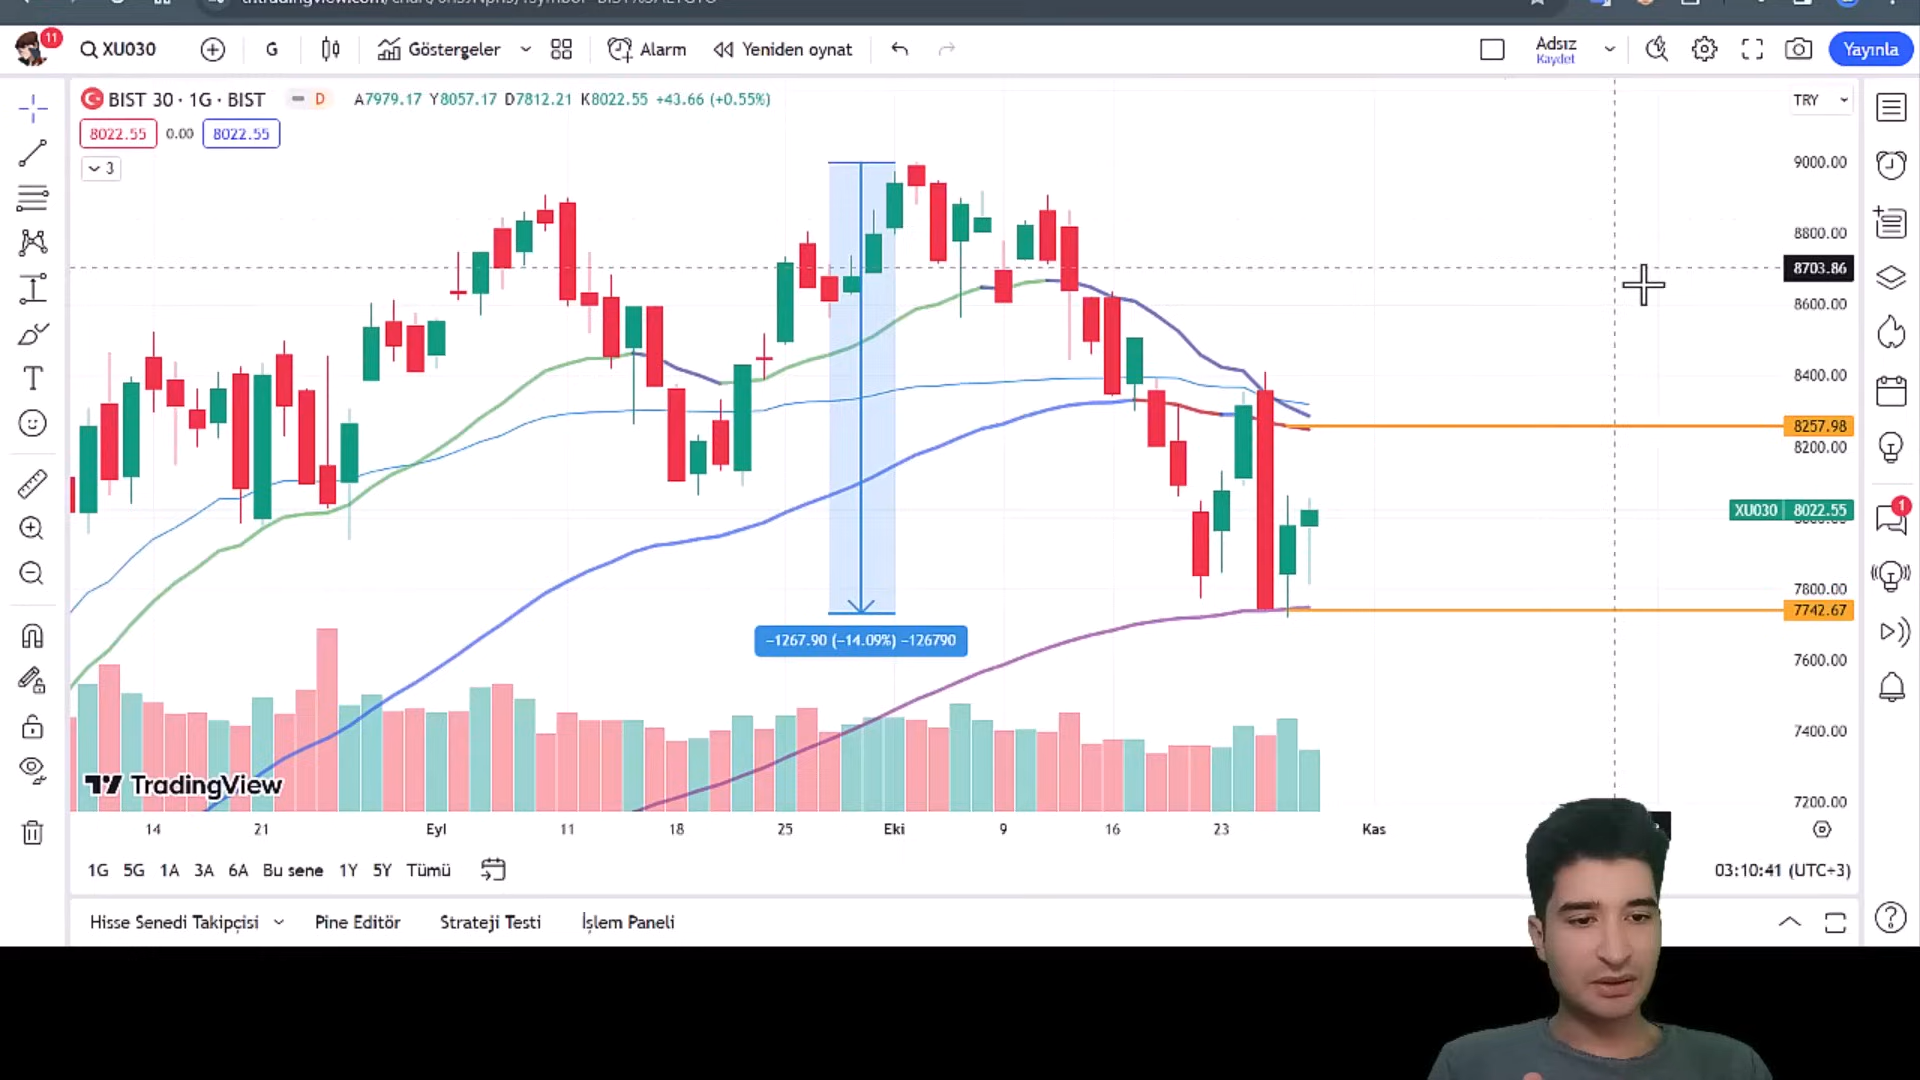 11
XU030
G
Göstergeler
Alarm
Yeniden oynat
Adsız
Kaydet
Yayınla
BIST 30 · 1G · BIST
D
A7979.17 Y8057.17 D7812.21 K8022.55 +43.66 (+0.55%)
TRY
8022.55
0.00
8022.55
3
9000.00
8800.00
8703.86
8600.00
8400.00
8257.98
8200.00
XU030 8022.55
1
7800.00
7742.67
−1267.90 (−14.09%) −126790
7600.00
7400.00
TradingView
7200.00
14
21
Eyl
11
18
25
Eki
9
16
23
Kas
1G 5G 1A 3A 6A Bu sene 1Y 5Y Tümü
03:10:41 (UTC+3)
Hisse Senedi Takipçisi
Pine Editör
Strateji Testi
İşlem Paneli